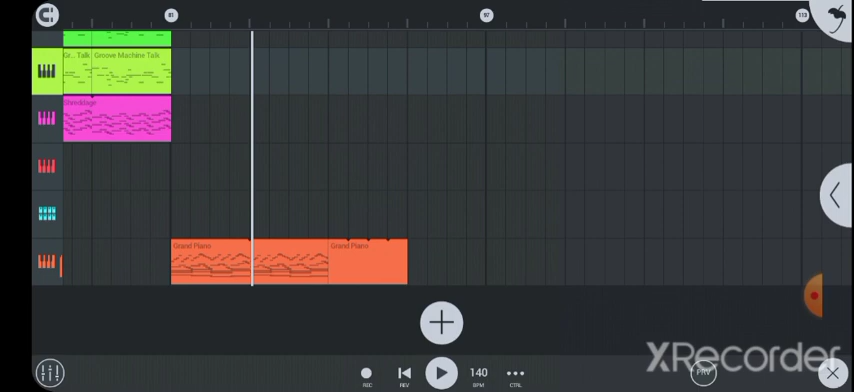 81
97
113
Gr... Talk
Groove Machine Talk
Shreddage
Grand Piano
Grand Piano
140
REC
REV
BPM
CTRL
PRV
XRecorder